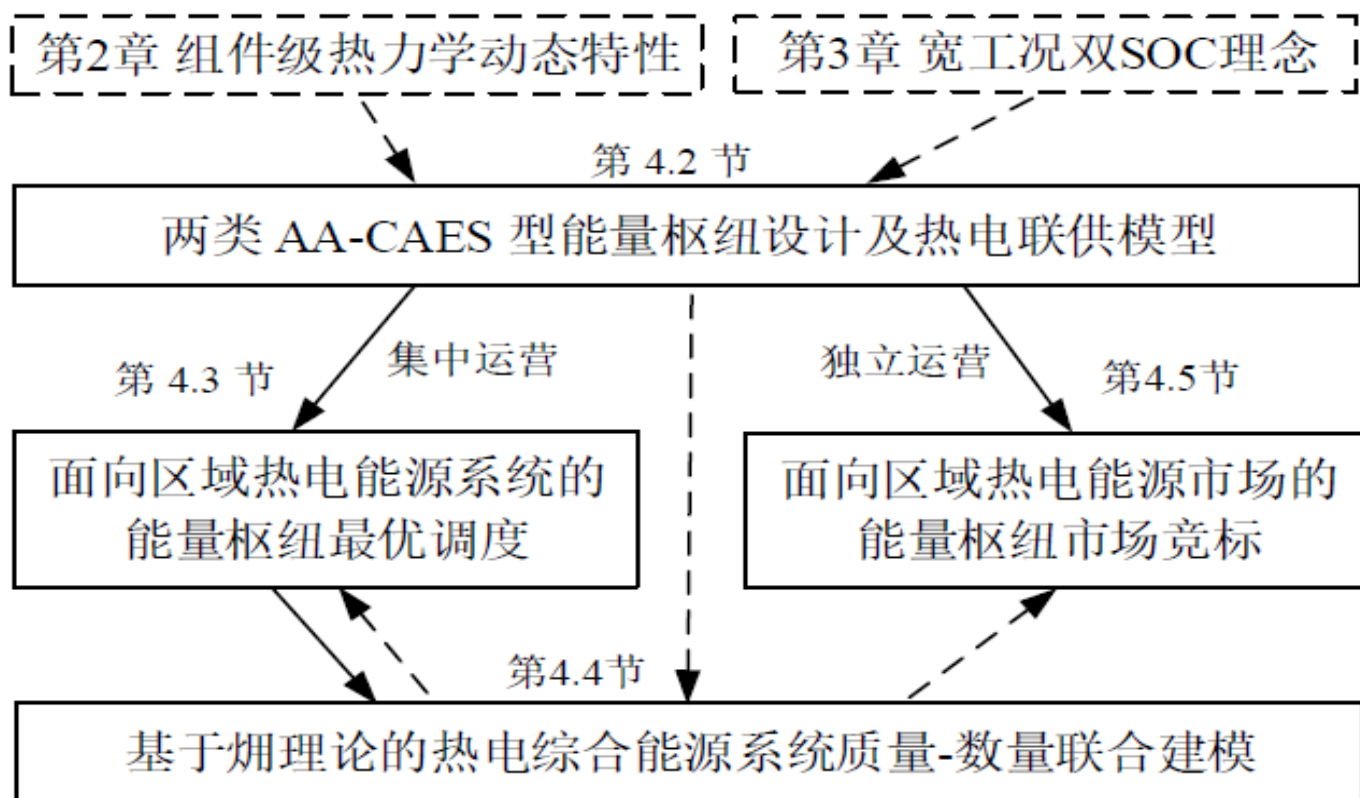 第2章 组件级热力学动态特性
第3章 宽工况双SOC理念
第 4.2 节
两类 AA-CAES 型能量枢纽设计及热电联供模型
集中运营
独立运营
第 4.3 节
第4.5节
面向区域热电能源系统的
能量枢纽最优调度
面向区域热电能源市场的
能量枢纽市场竞标
第4.4节
基于㶲理论的热电综合能源系统质量-数量联合建模